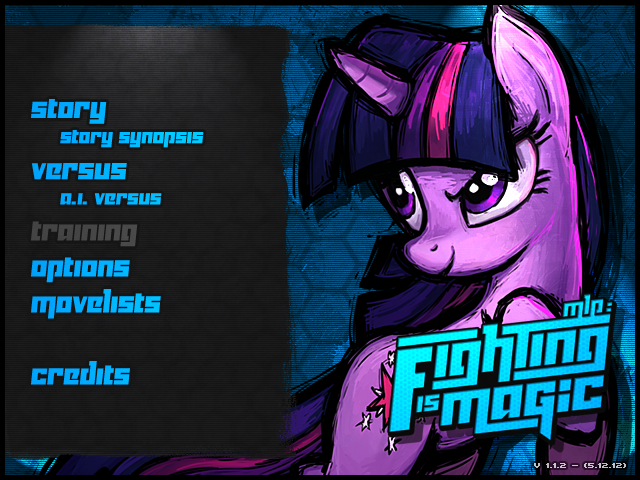 story
story synopsis
versus
a.i. versus
training
options
movelists
credits
mlp:
Fighting
is magic
V 1.1.2 - (5.12.12)